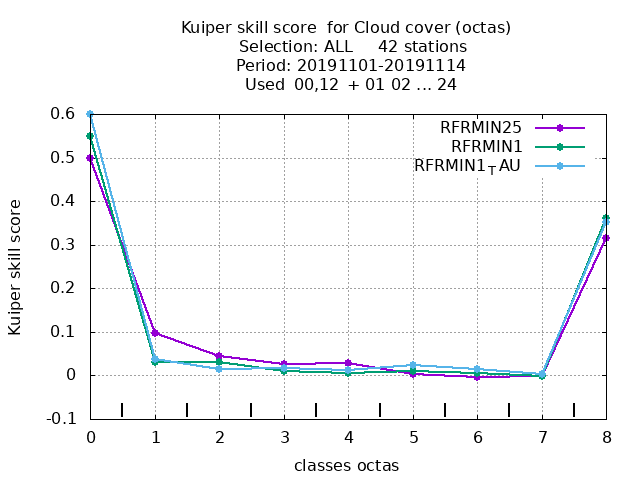 Kuiper skill score  for Cloud cover (octas)
Selection: ALL     42 stations
Period: 20191101-20191114
Used  00,12  + 01 02 ... 24
RFRMIN25
RFRMIN1
RFRMIN1TAU
Kuiper skill score
0.6
0.5
0.4
0.3
0.2
0.1
0
-0.1
0 1 2 3 4 5 6 7 8
classes octas